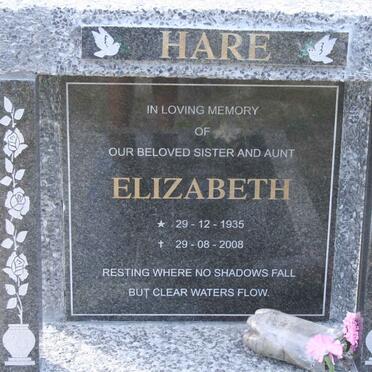 HARE
IN LOVING MEMORY
OF
OUR BELOVED SISTER AND AUNT
ELIZABETH
★ 29 - 12 - 1935
✝ 29 - 08 - 2008
RESTING WHERE NO SHADOWS FALL
BUT CLEAR WATERS FLOW.